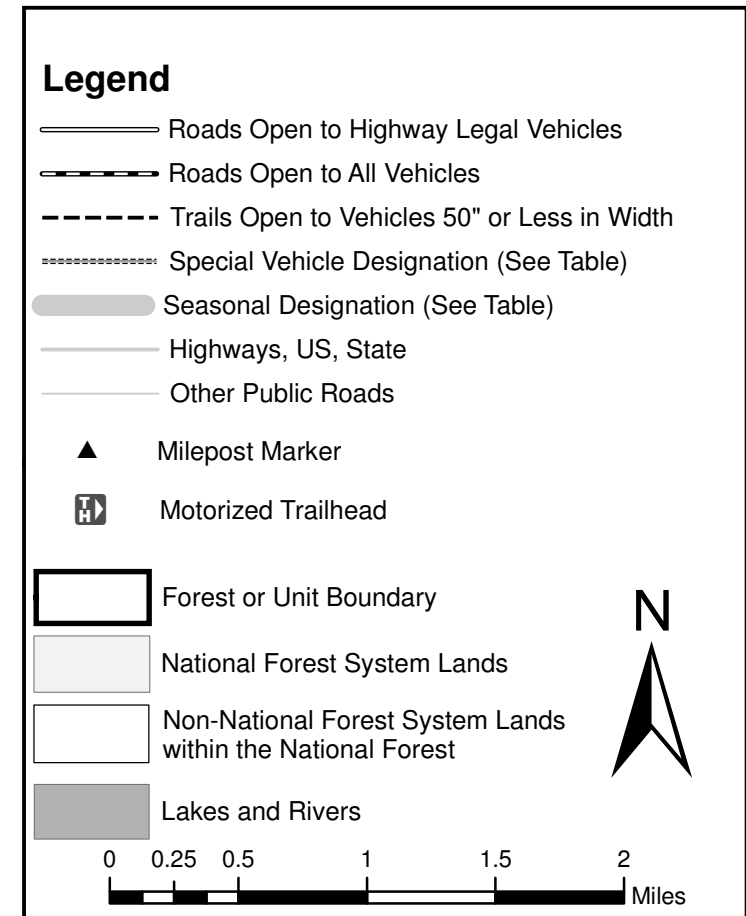 Legend
Roads Open to Highway Legal Vehicles
Roads Open to All Vehicles
Trails Open to Vehicles 50" or Less in Width
Special Vehicle Designation (See Table)
Seasonal Designation (See Table)
Highways, US, State
Other Public Roads
Milepost Marker
TH
Motorized Trailhead
Forest or Unit Boundary
N
National Forest System Lands
Non-National Forest System Lands
within the National Forest
Lakes and Rivers
0 0.25 0.5 1 1.5 2
Miles